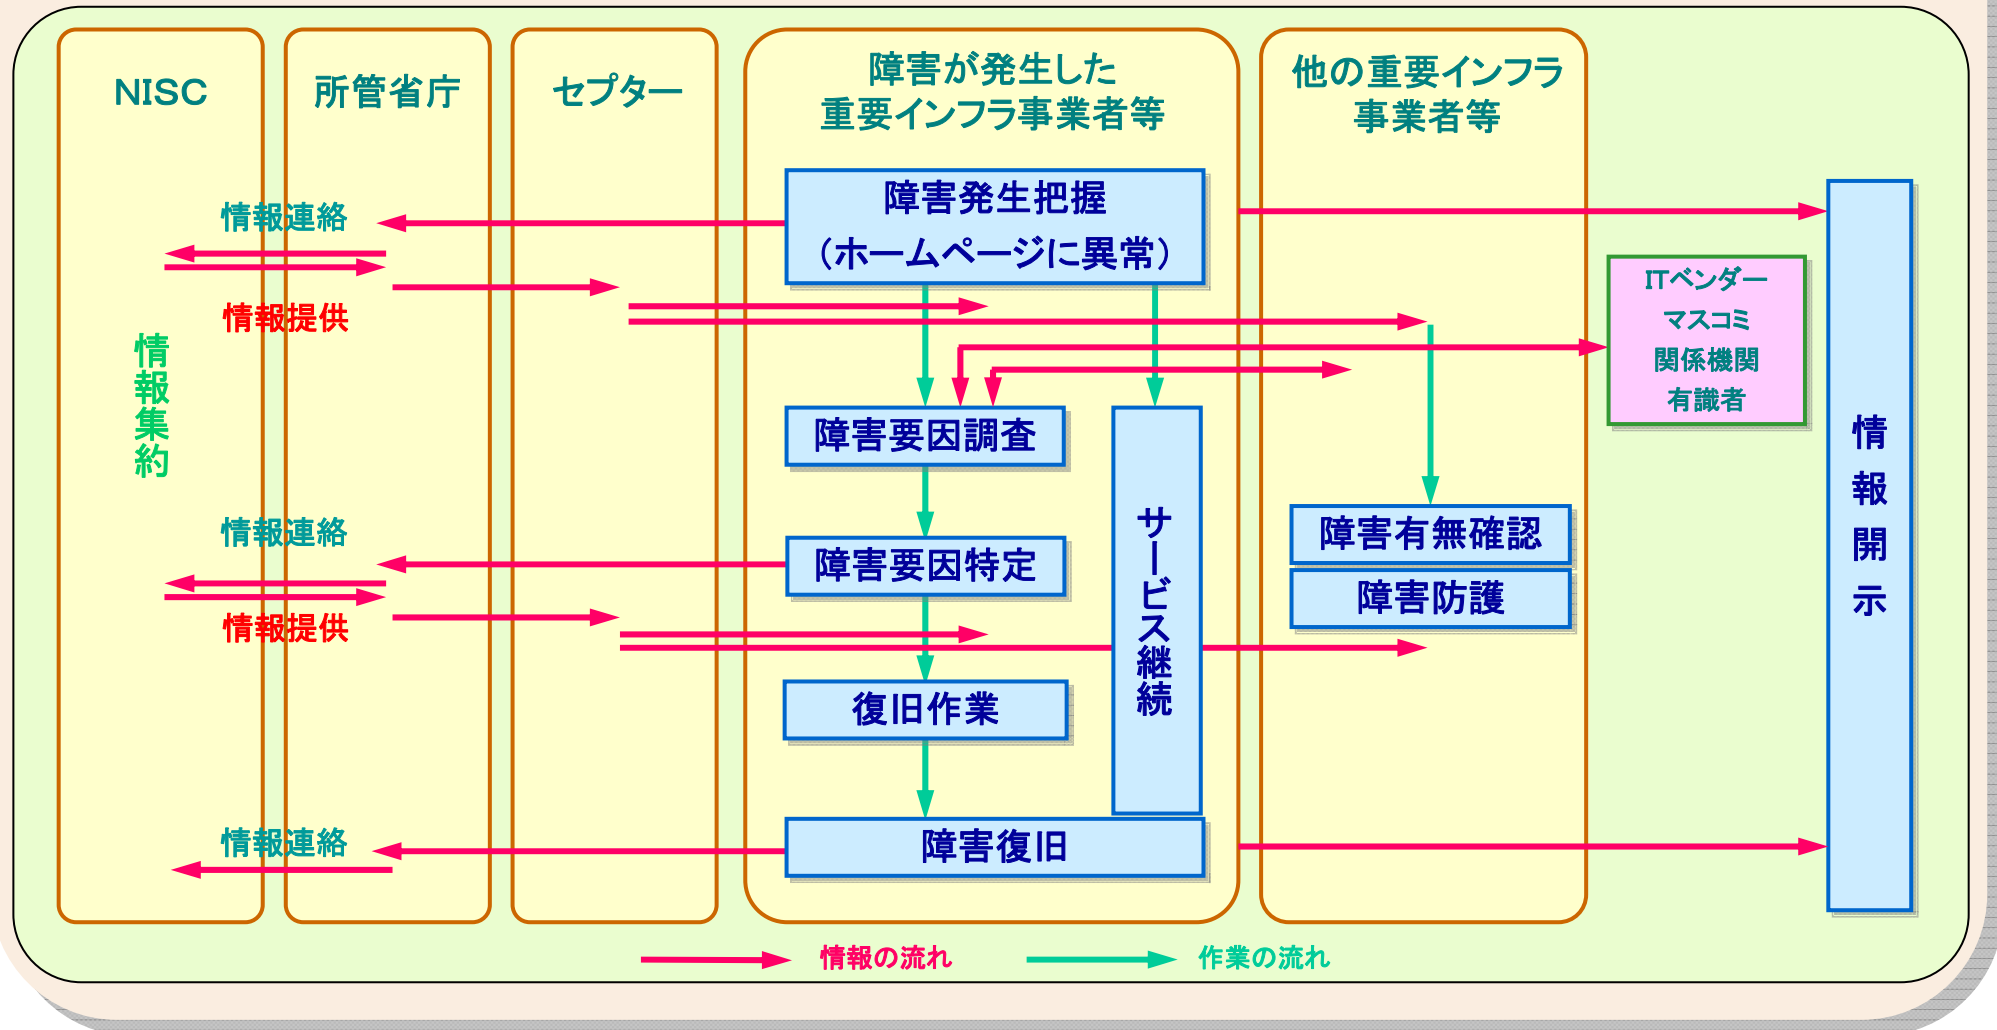 NISC
所管省庁
セプター
障害が発生した
重要インフラ事業者等
他の重要インフラ
事業者等
障害発生把握
（ホームページに異常）
情報連絡
情報提供
情報集約
ITベンダー
マスコミ
関係機関
有識者
障害要因調査
情報開示
サービス継続
障害有無確認
情報連絡
障害要因特定
障害防護
情報提供
復旧作業
情報連絡
障害復旧
情報の流れ
作業の流れ